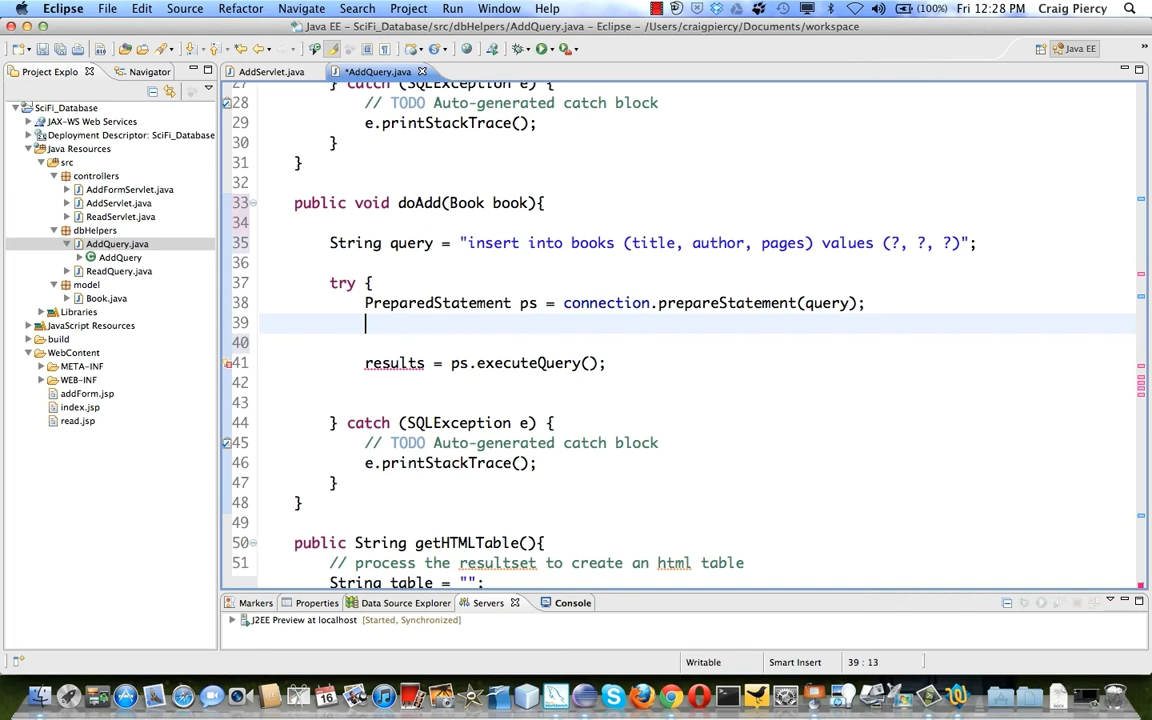 Eclipse File Edit Source Refactor Navigate Search Project Run Window Help (100%) Fri 12:28 PM Craig Piercy
Java EE – SciFi_Database/src/dbHelpers/AddQuery.java – Eclipse – /Users/craigpiercy/Documents/workspace
Java EE
Project Explo Navigator AddServlet.java *AddQuery.java
SciFi_Database
JAX-WS Web Services
Deployment Descriptor: SciFi_Database
Java Resources
src
controllers
AddFormServlet.java
AddServlet.java
ReadServlet.java
dbHelpers
AddQuery.java
AddQuery
ReadQuery.java
model
Book.java
Libraries
JavaScript Resources
build
WebContent
META-INF
WEB-INF
addForm.jsp
index.jsp
read.jsp
27 } catch (SQLException e) {
28 // TODO Auto-generated catch block
29 e.printStackTrace();
30 }
31 }
32
33 public void doAdd(Book book){
34
35 String query = "insert into books (title, author, pages) values (?, ?, ?)";
36
37 try {
38 PreparedStatement ps = connection.prepareStatement(query);
39
40
41 results = ps.executeQuery();
42
43
44 } catch (SQLException e) {
45 // TODO Auto-generated catch block
46 e.printStackTrace();
47 }
48 }
49
50 public String getHTMLTable(){
51 // process the resultset to create an html table
String table = "";
Markers Properties Data Source Explorer Servers Console
J2EE Preview at localhost [Started, Synchronized]
Writable Smart Insert 39 : 13